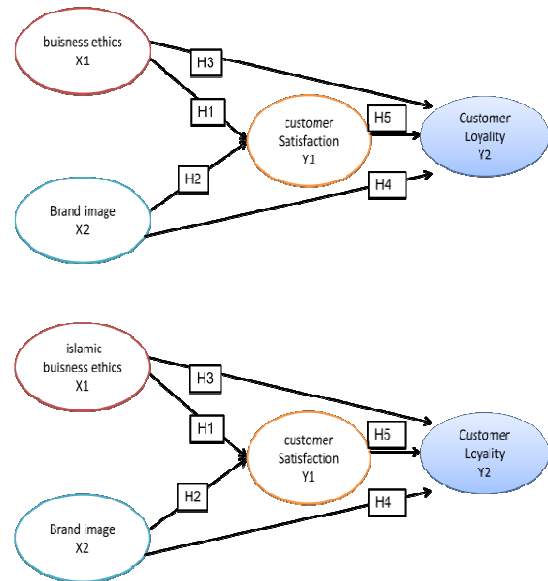 buisness ethics
X1
H3
H1
customer
Satisfaction
Y1
H5
Customer
Loyality
Y2
H2
Brand image
X2
H4
islamic
buisness ethics
X1
H3
H1
customer
Satisfaction
Y1
H5
Customer
Loyality
Y2
H2
Brand image
X2
H4